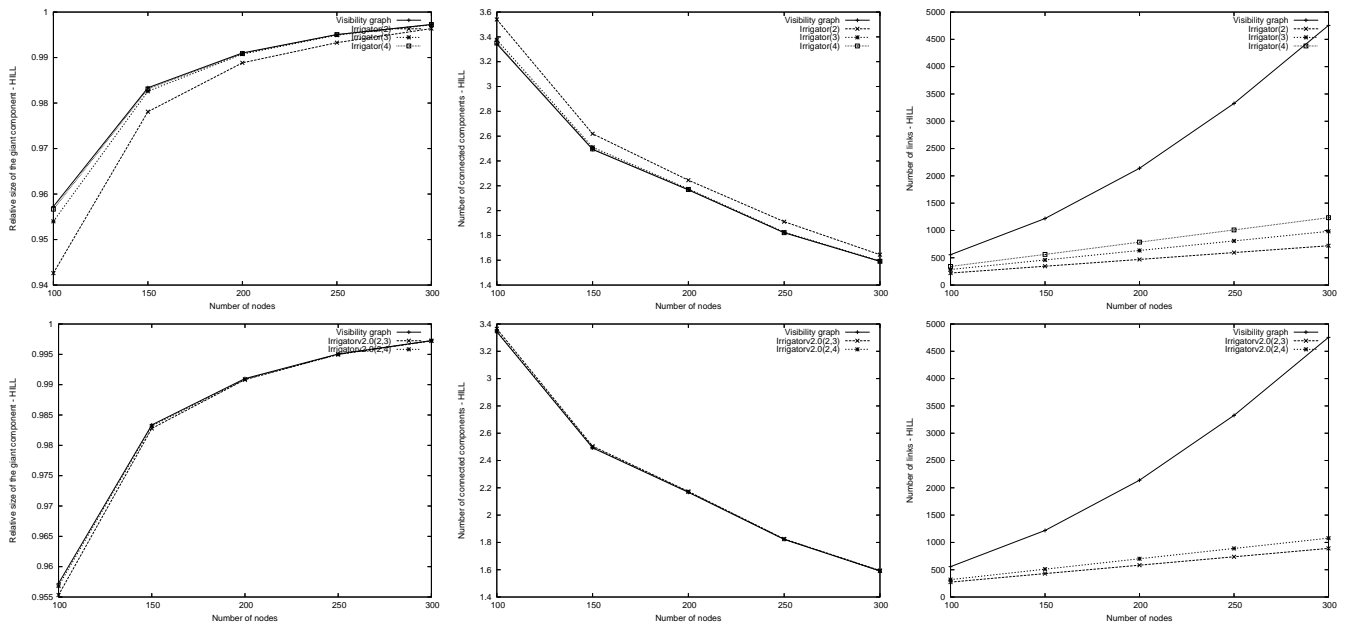 Relative size of the giant component - HILL
1
0.99
0.98
0.97
0.96
0.95
0.94
100
150
200
250
300
Number of nodes
Visibility graph
Irrigator(2)
Irrigator(3)
Irrigator(4)
Number of connected components - HILL
3.6
3.4
3.2
3
2.8
2.6
2.4
2.2
2
1.8
1.6
1.4
100
150
200
250
300
Number of nodes
Visibility graph
Irrigator(2)
Irrigator(3)
Irrigator(4)
Number of links - HILL
5000
4500
4000
3500
3000
2500
2000
1500
1000
500
0
100
150
200
250
300
Number of nodes
Visibility graph
Irrigator(2)
Irrigator(3)
Irrigator(4)
Relative size of the giant component - HILL
1
0.995
0.99
0.985
0.98
0.975
0.97
0.965
0.96
0.955
100
150
200
250
300
Number of nodes
Visibility graph
Irrigatorv2.0(2,3)
Irrigatorv2.0(2,4)
Number of connected components - HILL
3.4
3.2
3
2.8
2.6
2.4
2.2
2
1.8
1.6
1.4
100
150
200
250
300
Number of nodes
Visibility graph
Irrigatorv2.0(2,3)
Irrigatorv2.0(2,4)
Number of links - HILL
5000
4500
4000
3500
3000
2500
2000
1500
1000
500
0
100
150
200
250
300
Number of nodes
Visibility graph
Irrigatorv2.0(2,3)
Irrigatorv2.0(2,4)